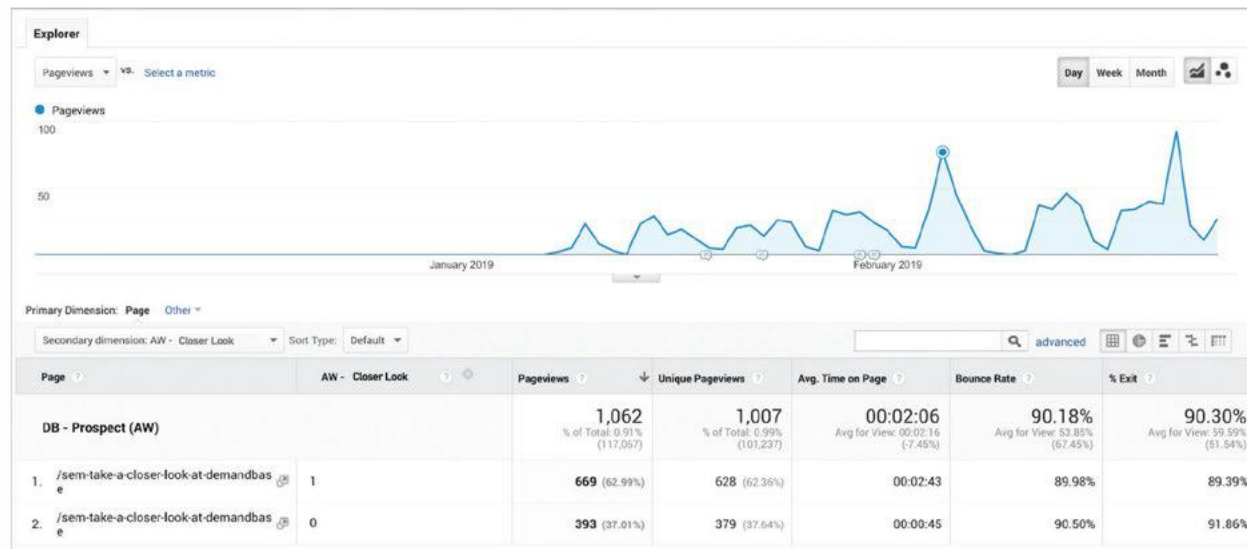 Explorer
Pageviews vs. Select a metric Day Week Month
Pageviews
100
50
January 2019 February 2019
Primary Dimension: Page Other
Secondary dimension: AW - Closer Look Sort Type: Default advanced
Page AW - Closer Look Pageviews Unique Pageviews Avg. Time on Page Bounce Rate % Exit
DB - Prospect (AW) 1,062 1,007 00:02:06 90.18% 90.30%
% of Total: 0.91% % of Total: 0.99% Avg for View: 00:02:16 Avg for View: 53.85% Avg for View: 59.59%
(117,057) (101,237) (-7.45%) (67.45%) (51.54%)
1. /sem-take-a-closer-look-at-demandbas 1 669 (62.99%) 628 (62.36%) 00:02:43 89.98% 89.39%
e
2. /sem-take-a-closer-look-at-demandbas 0 393 (37.01%) 379 (37.64%) 00:00:45 90.50% 91.86%
e